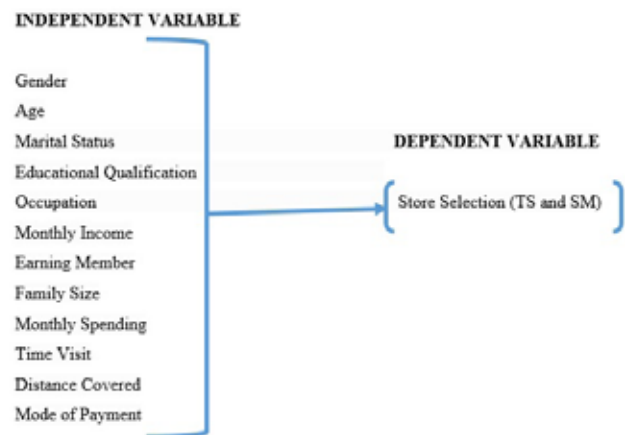 INDEPENDENT VARIABLE
Gender
Age
Marital Status
Educational Qualification
Occupation
Monthly Income
Earning Member
Family Size
Monthly Spending
Time Visit
Distance Covered
Mode of Payment
DEPENDENT VARIABLE
Store Selection (TS and SM)